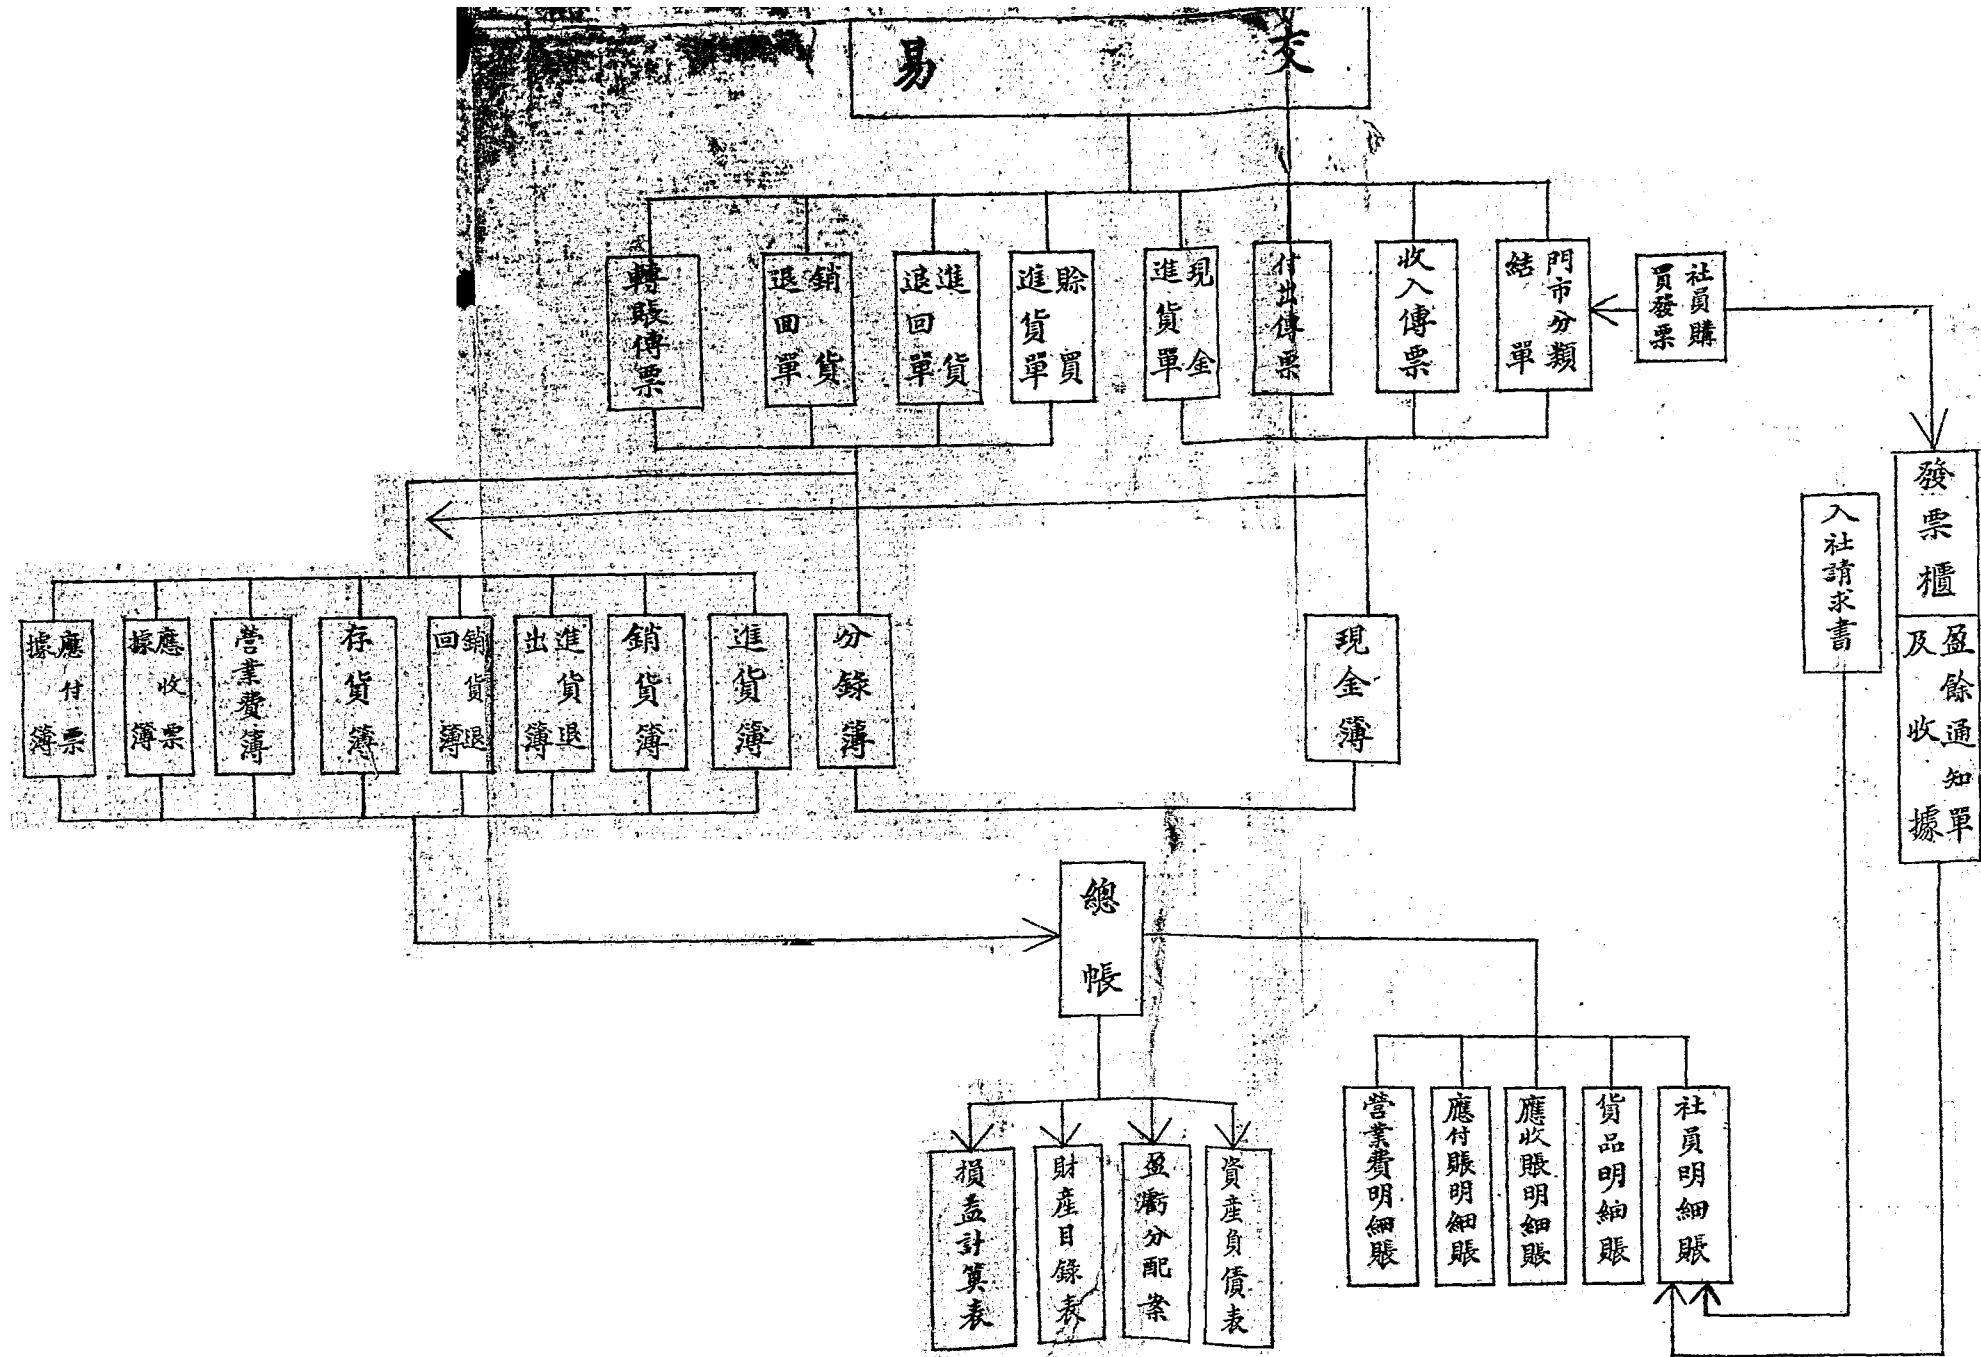 交易
門市分類
結單
收入傳票
付出傳票
現金
進貨單
賒買
進貨單
進貨
退回單
銷貨
退回單
轉賬傳票
社員購
買發票
發票櫃
盈餘通知單
及收據
入社請求書
現金簿
分錄簿
進貨簿
銷貨簿
進貨退
出簿
銷貨退
回簿
存貨簿
營業費簿
應收票
據簿
應付票
據簿
總帳
資產負債表
盈虧分配案
財產目錄表
損益計算表
社員明細賬
貨品明細賬
應收賬明細賬
應付賬明細賬
營業費明細賬